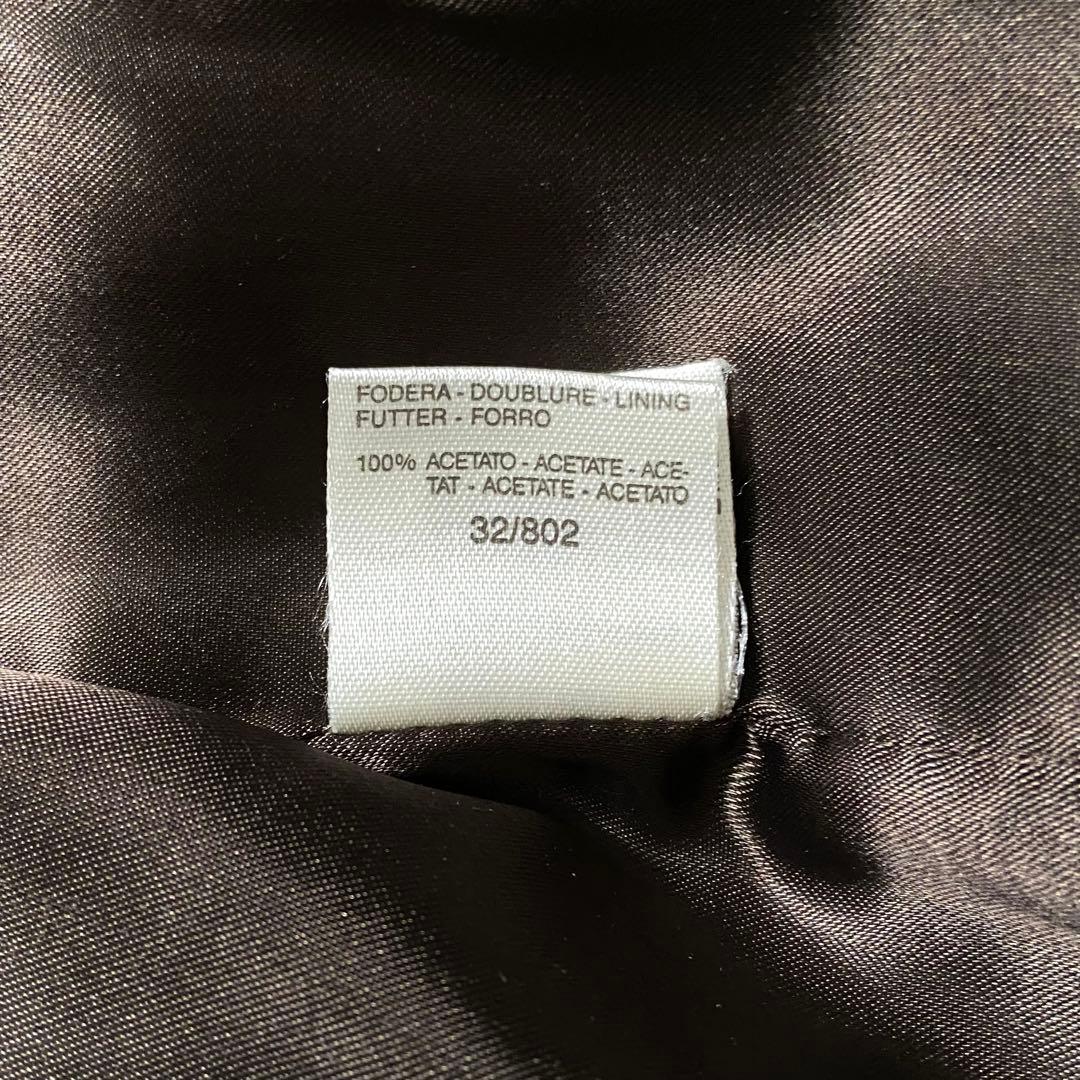 FODERA - DOUBLURE - LINING
FUTTER - FORRO
100% ACETATO - ACETATE - ACE-
TAT - ACETATE - ACETATO
32/802